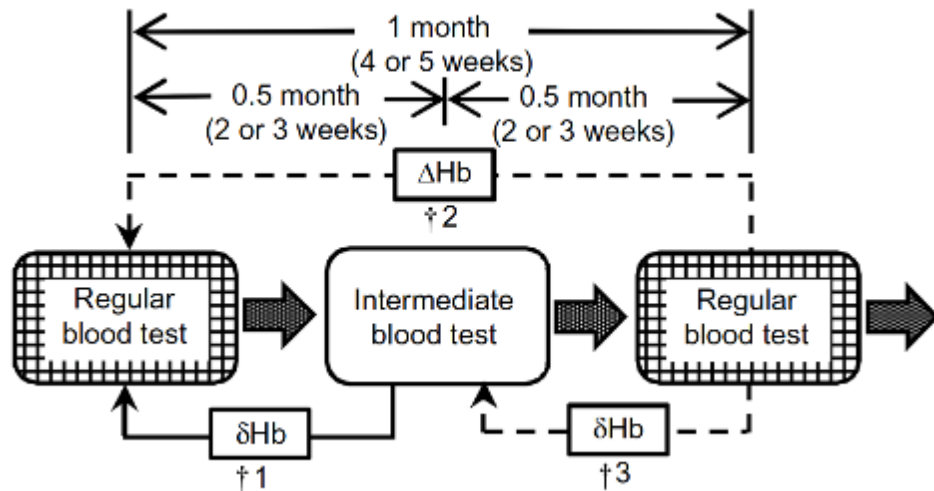 1 month
(4 or 5 weeks)
0.5 month
(2 or 3 weeks)
0.5 month
(2 or 3 weeks)
ΔHb
†2
Regular
blood test
Intermediate
blood test
Regular
blood test
δHb
†1
δHb
†3